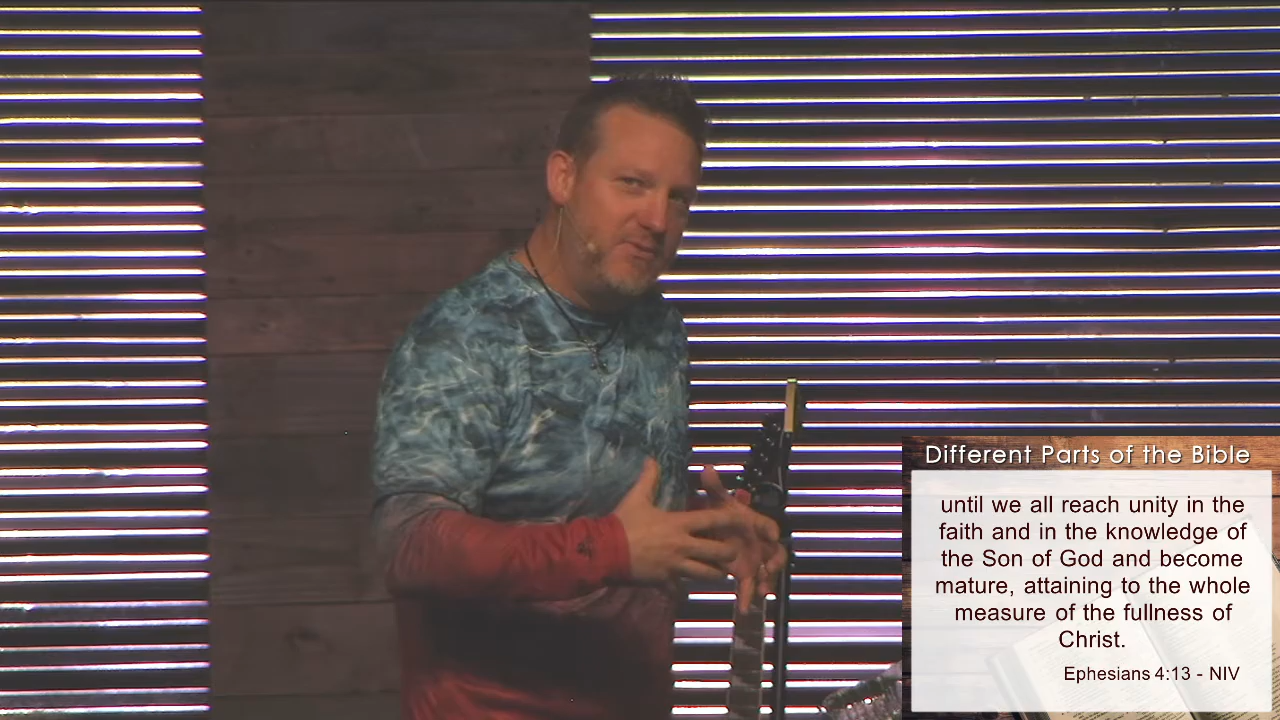 Different Parts of the Bible
until we all reach unity in the
faith and in the knowledge of
the Son of God and become
mature, attaining to the whole
measure of the fullness of
Christ.
Ephesians 4:13 - NIV